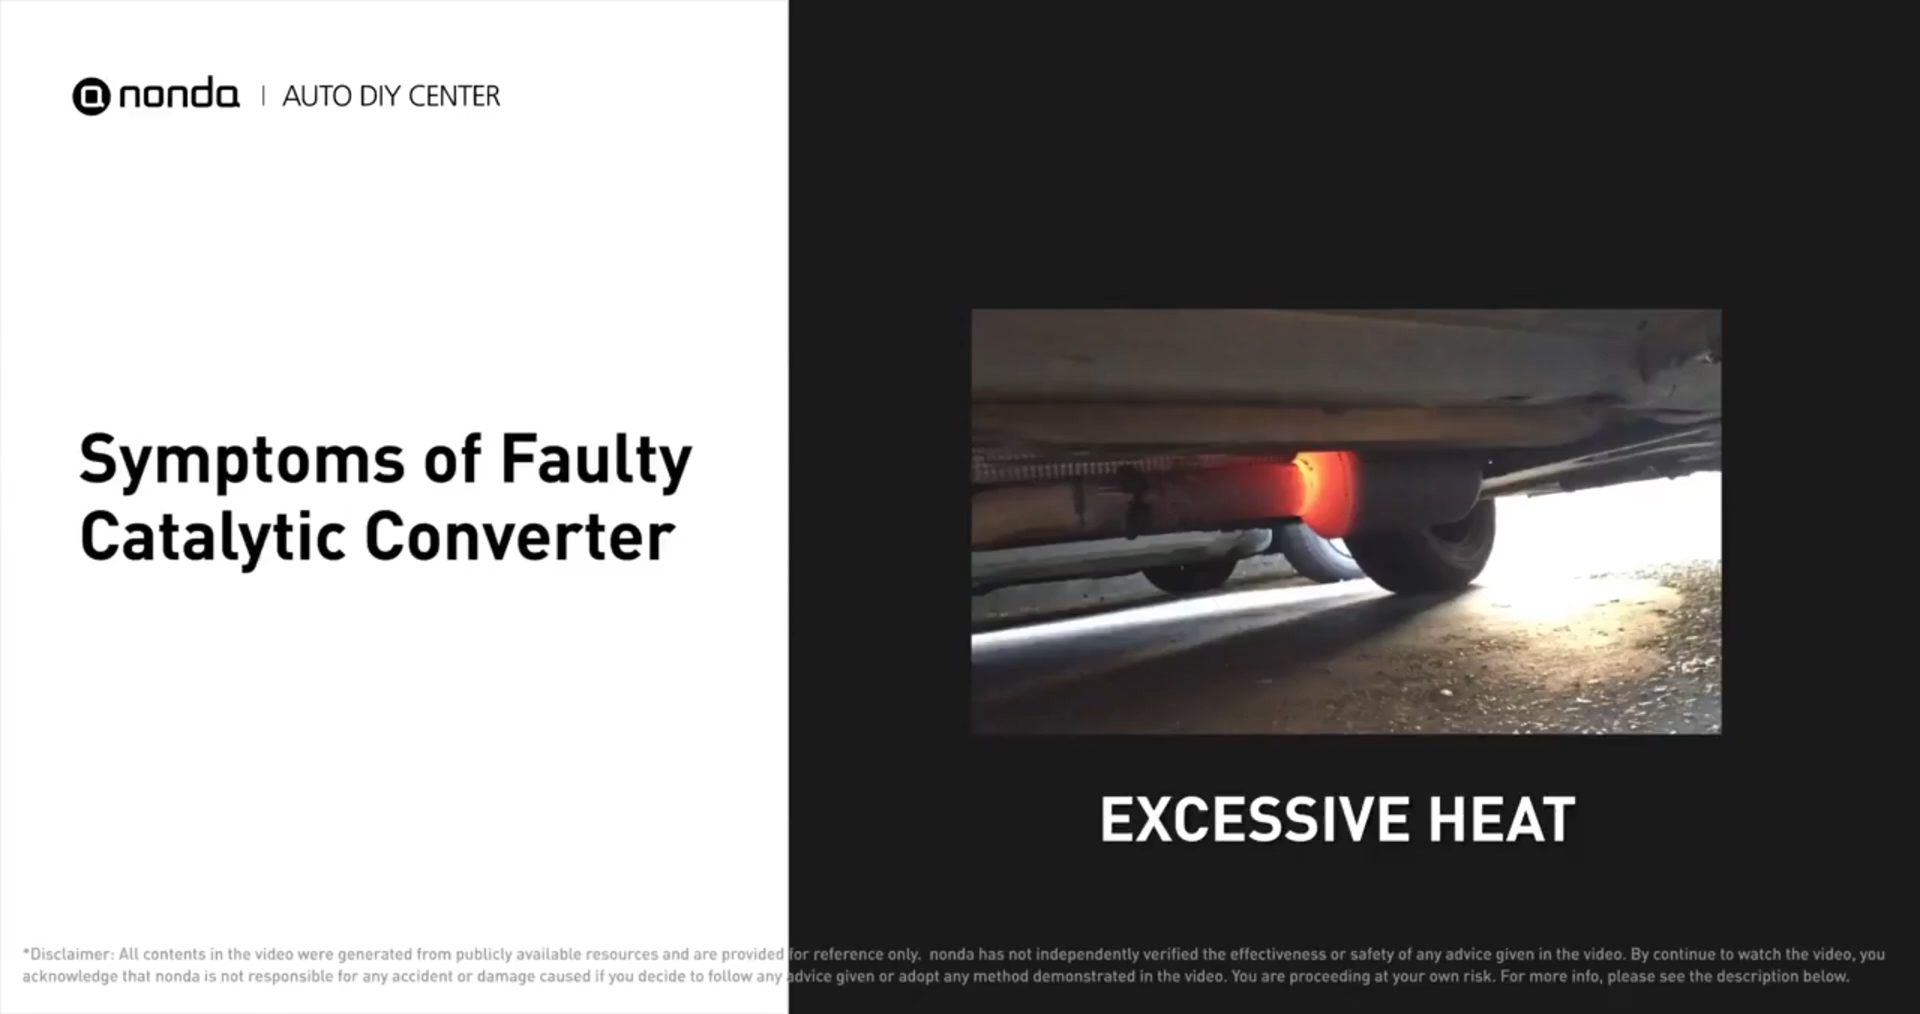 nonda | AUTO DIY CENTER
Symptoms of Faulty
Catalytic Converter
EXCESSIVE HEAT
*Disclaimer: All contents in the video were generated from publicly available resources and are provided for reference only. nonda has not independently verified the effectiveness or safety of any advice given in the video. By continue to watch the video, you
acknowledge that nonda is not responsible for any accident or damage caused if you decide to follow any advice given or adopt any method demonstrated in the video. You are proceeding at your own risk. For more info, please see the description below.